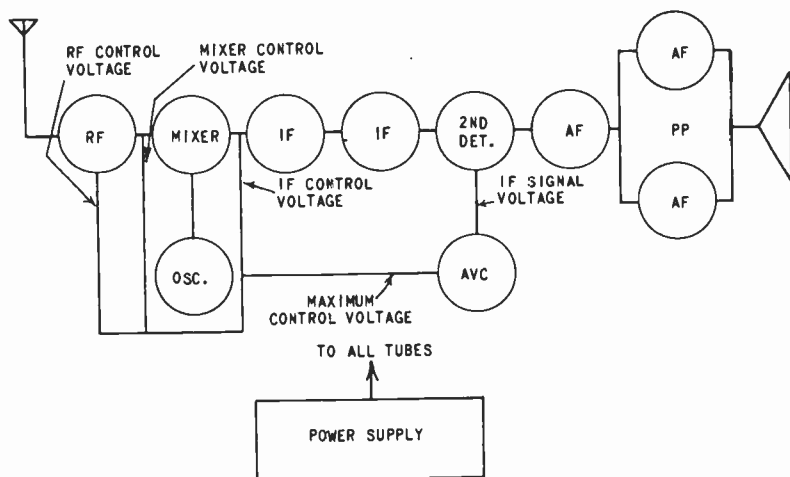 RF CONTROL
VOLTAGE
MIXER CONTROL
VOLTAGE
RF
MIXER
IF
IF
2ND
DET.
AF
AF
PP
AF
IF CONTROL
VOLTAGE
IF SIGNAL
VOLTAGE
OSC.
AVC
MAXIMUM
CONTROL VOLTAGE
TO ALL TUBES
POWER SUPPLY